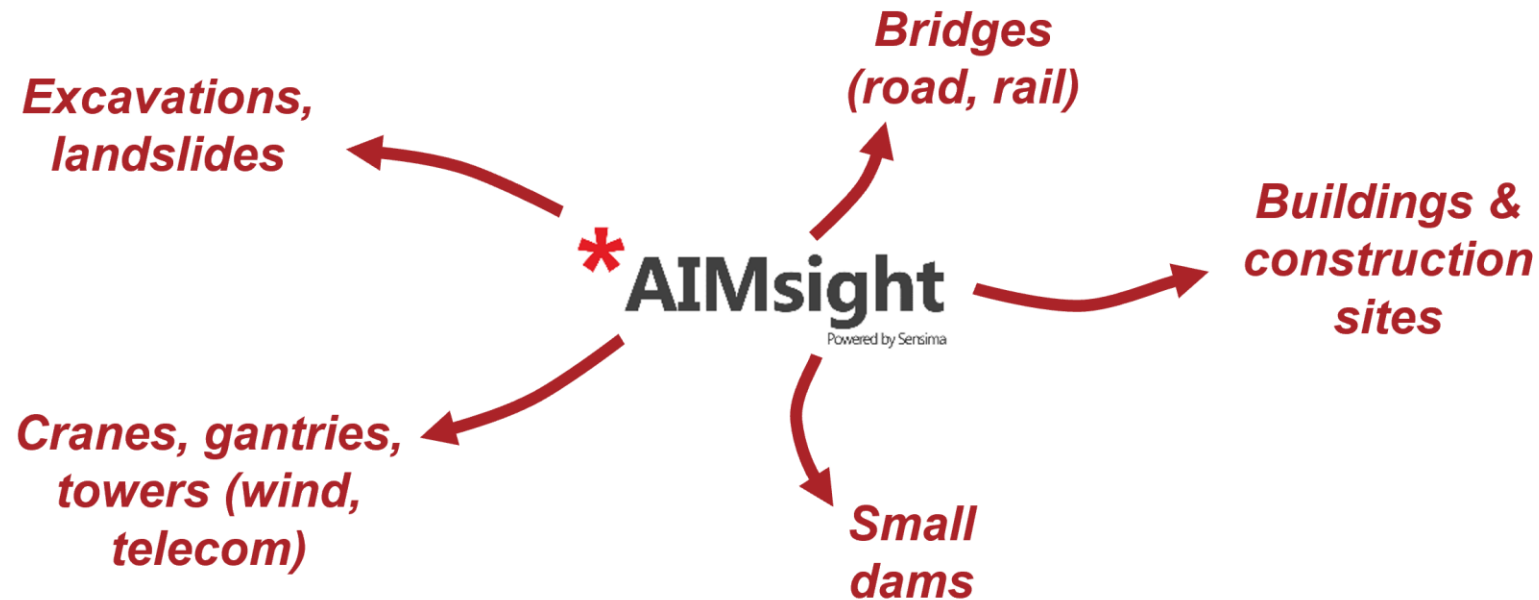 Bridges
(road, rail)
Excavations,
landslides
Buildings &
construction
sites
*AIMsight
Powered by Sensima
Cranes, gantries,
towers (wind,
telecom)
Small
dams